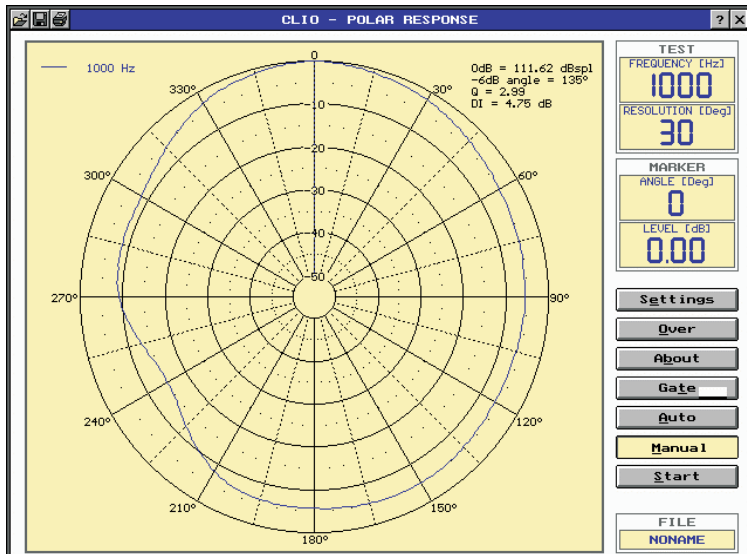 CLIO - POLAR RESPONSE
? X
1000 Hz
0dB = 111.62 dBspl
-6dB angle = 135°
Q = 2.99
DI = 4.75 dB
0
330°
30°
-10
-20
300°
60°
-30
-40
-50
270°
90°
240°
120°
210°
150°
180°
TEST
FREQUENCY [Hz]
1000
RESOLUTION [Deg]
30
MARKER
ANGLE [Deg]
0
LEVEL [dB]
0.00
Settings
Over
About
Gate
Auto
Manual
Start
FILE
NONAME